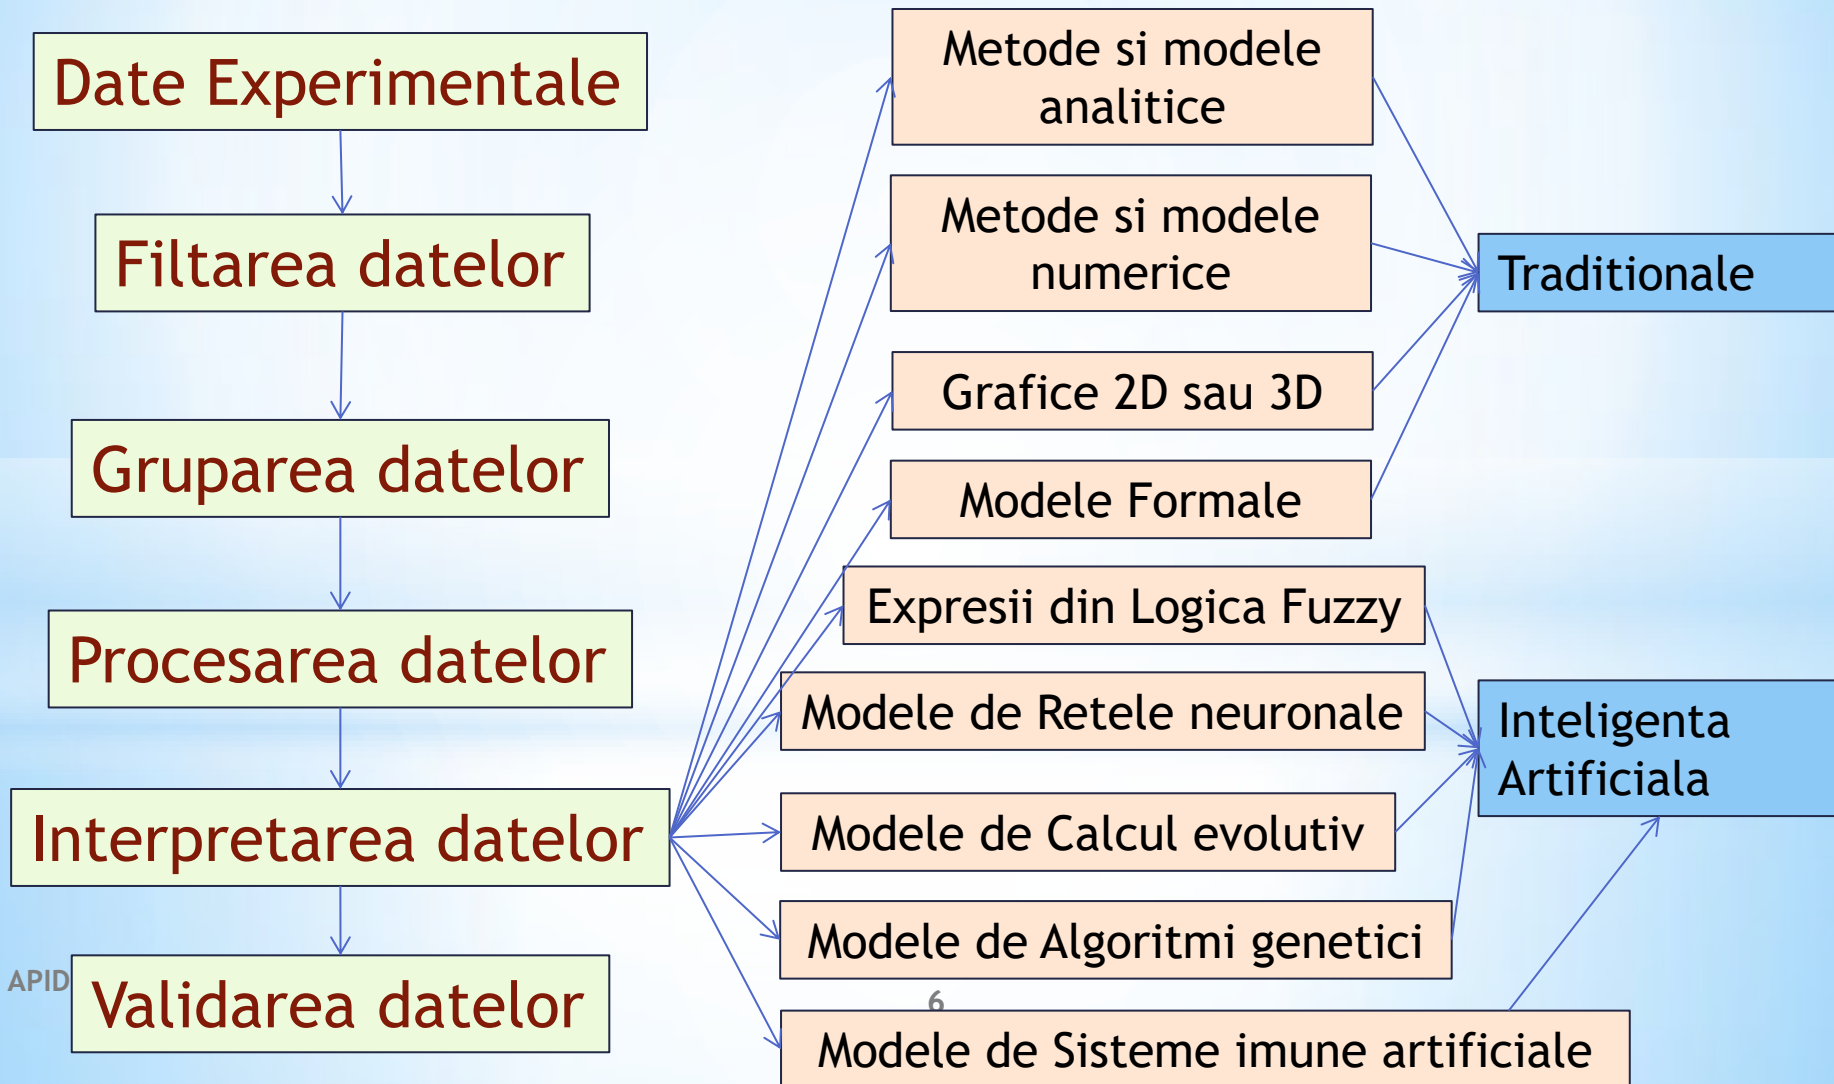 Date Experimentale
Filtarea datelor
Gruparea datelor
Procesarea datelor
Interpretarea datelor
Validarea datelor
Metode si modele
analitice
Metode si modele
numerice
Grafice 2D sau 3D
Modele Formale
Expresii din Logica Fuzzy
Modele de Retele neuronale
Modele de Calcul evolutiv
Modele de Algoritmi genetici
Modele de Sisteme imune artificiale
Traditionale
Inteligenta
Artificiala
APID
6